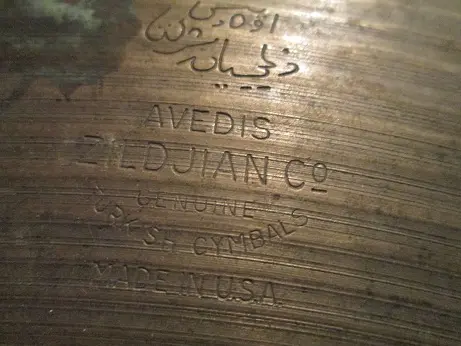 AVEDIS
ZILDJIAN Co
GENUINE
TURKISH CYMBALS
MADE IN U.S.A.